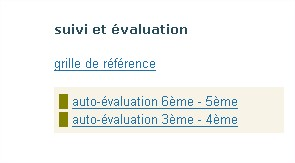 suivi et évaluation
grille de référence
auto-évaluation 6ème - 5ème
auto-évaluation 3ème - 4ème